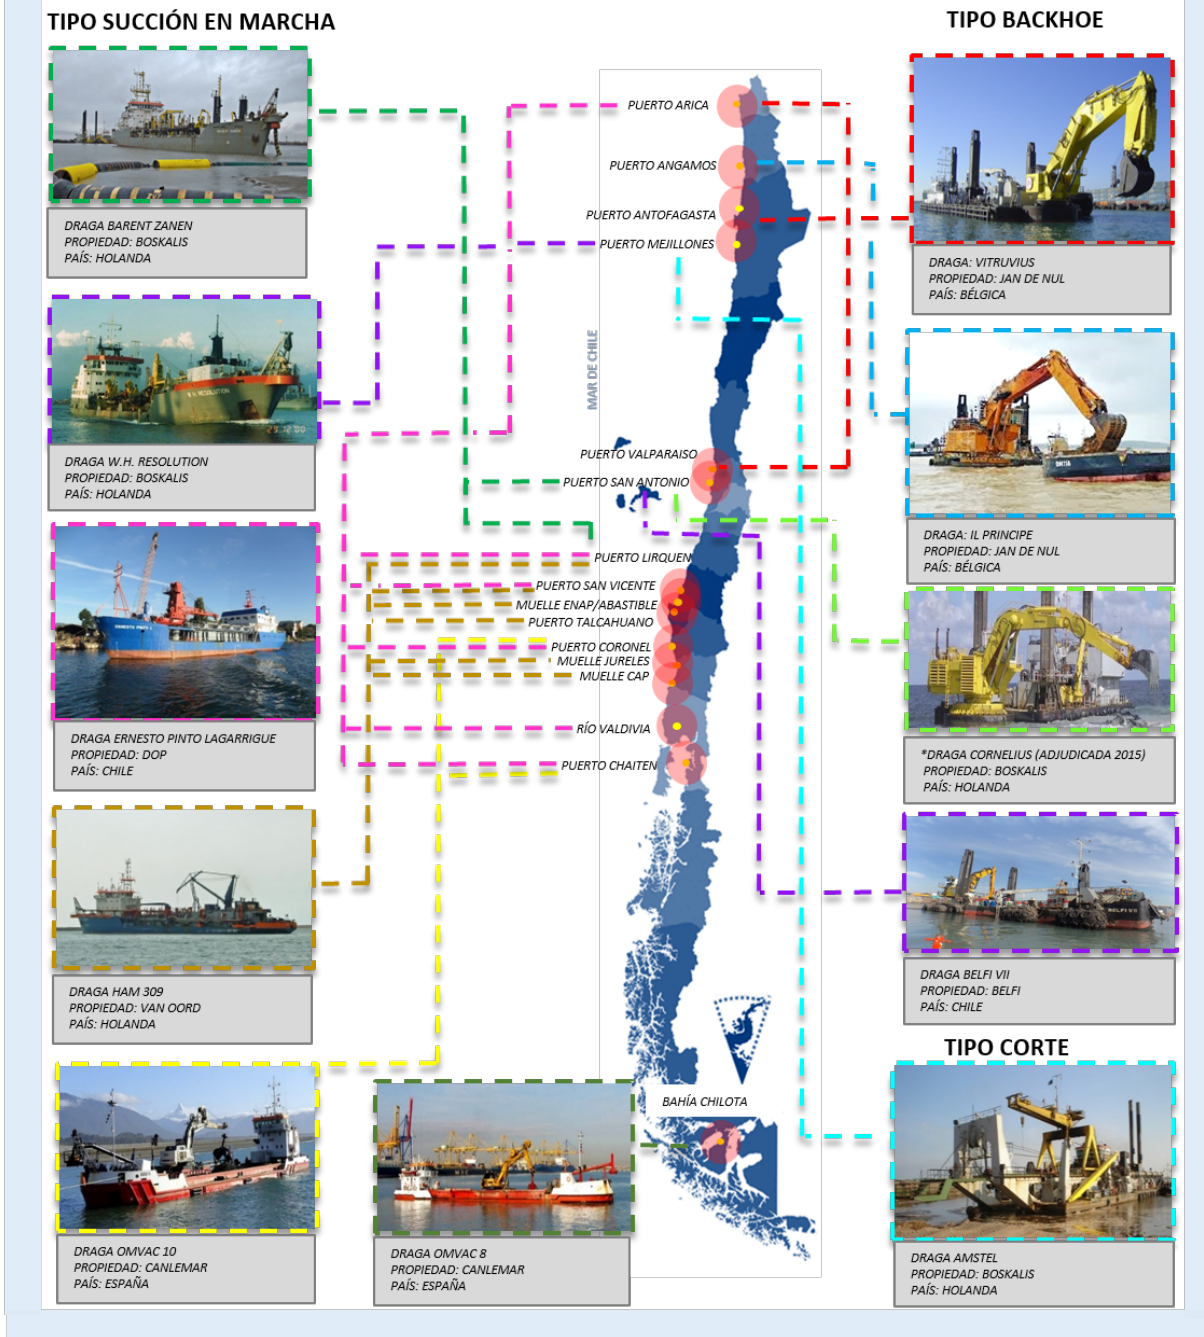 TIPO SUCCIÓN EN MARCHA
DRAGA BARENT ZANEN
PROPIEDAD: BOSKALIS
PAÍS: HOLANDA
W.H. RESOLUTION
DRAGA W.H. RESOLUTION
PROPIEDAD: BOSKALIS
PAÍS: HOLANDA
ERNESTO PINTO L
DRAGA ERNESTO PINTO LAGARRIGUE
PROPIEDAD: DOP
PAÍS: CHILE
DRAGA HAM 309
PROPIEDAD: VAN OORD
PAÍS: HOLANDA
DRAGA OMVAC 10
PROPIEDAD: CANLEMAR
PAÍS: ESPAÑA
DRAGA OMVAC 8
PROPIEDAD: CANLEMAR
PAÍS: ESPAÑA
PUERTO ARICA
PUERTO ANGAMOS
PUERTO ANTOFAGASTA
PUERTO MEJILLONES
MAR DE CHILE
PUERTO VALPARAISO
PUERTO SAN ANTONIO
PUERTO LIRQUEN
PUERTO SAN VICENTE
MUELLE ENAP/ABASTIBLE
PUERTO TALCAHUANO
PUERTO CORONEL
MUELLE JURELES
MUELLE CAP
RÍO VALDIVIA
PUERTO CHAITEN
BAHÍA CHILOTA
TIPO BACKHOE
DRAGA: VITRUVIUS
PROPIEDAD: JAN DE NUL
PAÍS: BÉLGICA
DRAGA: IL PRINCIPE
PROPIEDAD: JAN DE NUL
PAÍS: BÉLGICA
*DRAGA CORNELIUS (ADJUDICADA 2015)
PROPIEDAD: BOSKALIS
PAÍS: HOLANDA
BELFI VII
DRAGA BELFI VII
PROPIEDAD: BELFI
PAÍS: CHILE
TIPO CORTE
DRAGA AMSTEL
PROPIEDAD: BOSKALIS
PAÍS: HOLANDA